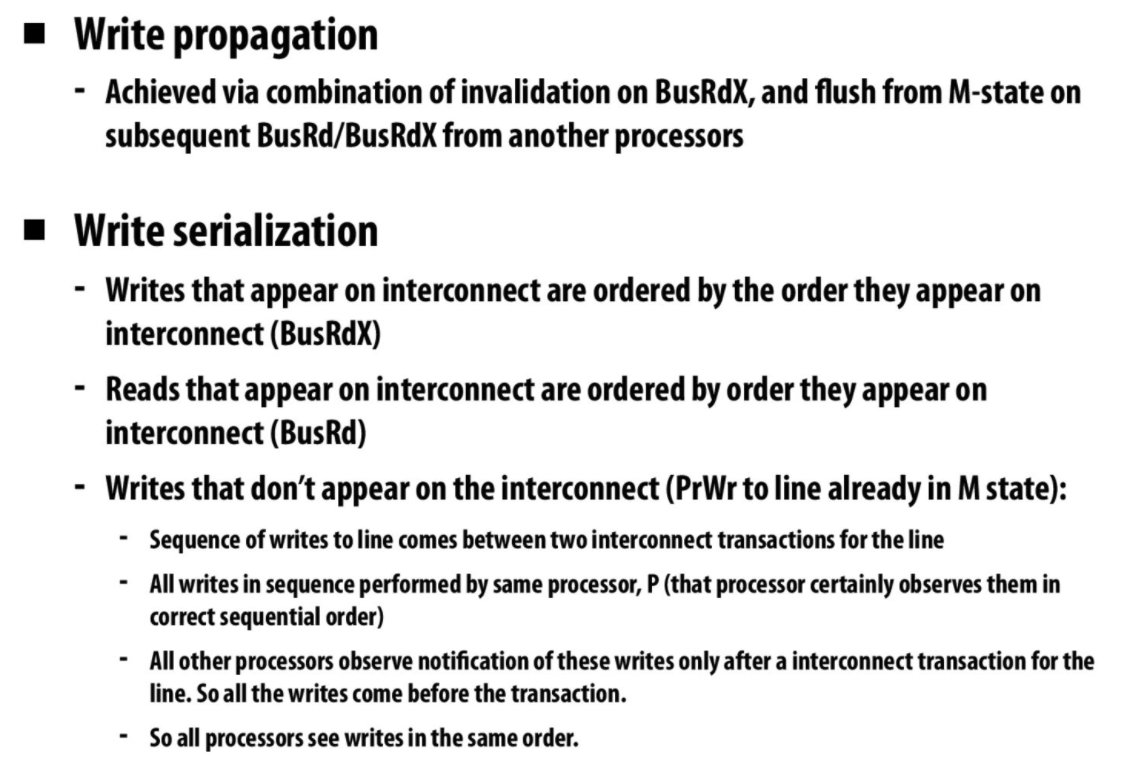 ■ Write propagation
- Achieved via combination of invalidation on BusRdX, and flush from M-state on
subsequent BusRd/BusRdX from another processors
■ Write serialization
- Writes that appear on interconnect are ordered by the order they appear on
interconnect (BusRdX)
- Reads that appear on interconnect are ordered by order they appear on
interconnect (BusRd)
- Writes that don’t appear on the interconnect (PrWr to line already in M state):
- Sequence of writes to line comes between two interconnect transactions for the line
- All writes in sequence performed by same processor, P (that processor certainly observes them in
correct sequential order)
- All other processors observe notification of these writes only after a interconnect transaction for the
line. So all the writes come before the transaction.
- So all processors see writes in the same order.